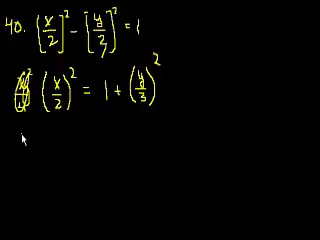 40. [x/2]² - [y/3]² = 1
(x/2)² = 1 + (y/3)²